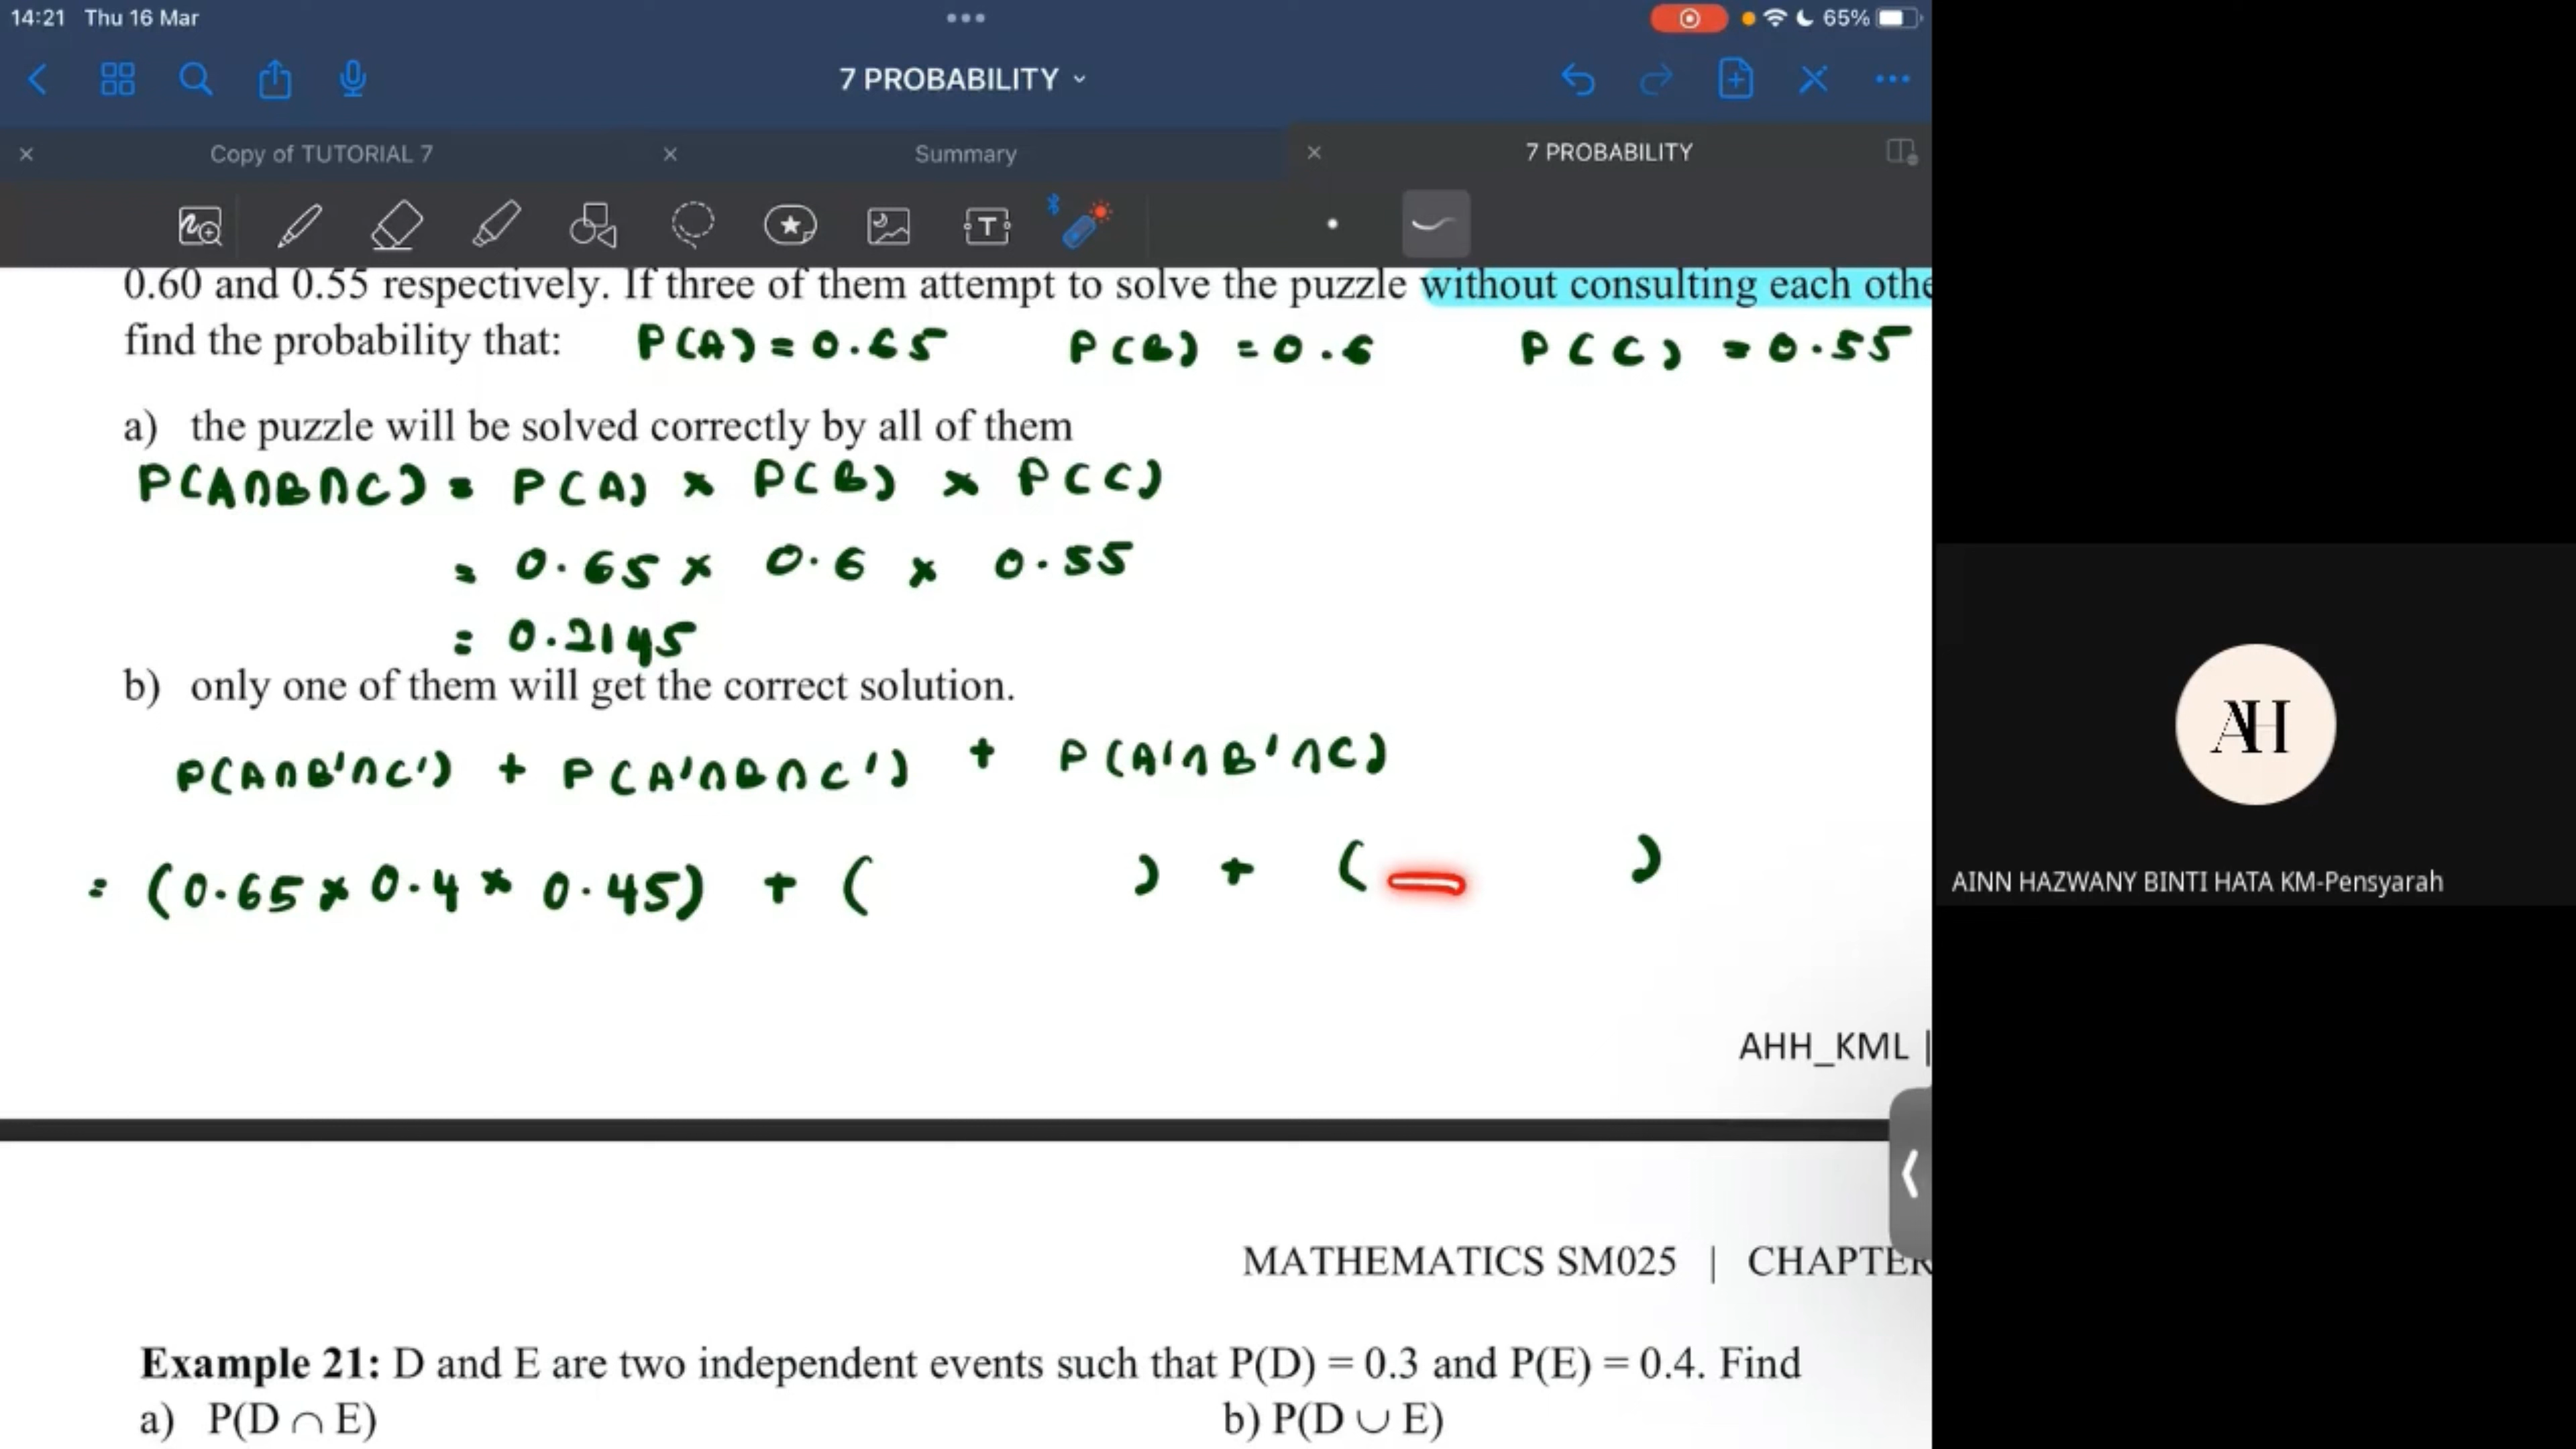 14:21 Thu 16 Mar
65%
7 PROBABILITY
Copy of TUTORIAL 7
Summary
7 PROBABILITY
0.60 and 0.55 respectively. If three of them attempt to solve the puzzle without consulting each othe
find the probability that: P(A) = 0.65 P(B) = 0.6 P(C) = 0.55
a) the puzzle will be solved correctly by all of them
P(A∩B∩C) = P(A) × P(B) × P(C)
= 0.65 × 0.6 × 0.55
= 0.2145
b) only one of them will get the correct solution.
P(A∩B'∩C') + P(A'∩B∩C') + P(A'∩B'∩C)
= (0.65 × 0.4 × 0.45) + ( ) + ( )
AHH_KML |
MATHEMATICS SM025 | CHAPTER
Example 21: D and E are two independent events such that P(D) = 0.3 and P(E) = 0.4. Find
a) P(D ∩ E) b) P(D ∪ E)
AH
AINN HAZWANY BINTI HATA KM-Pensyarah